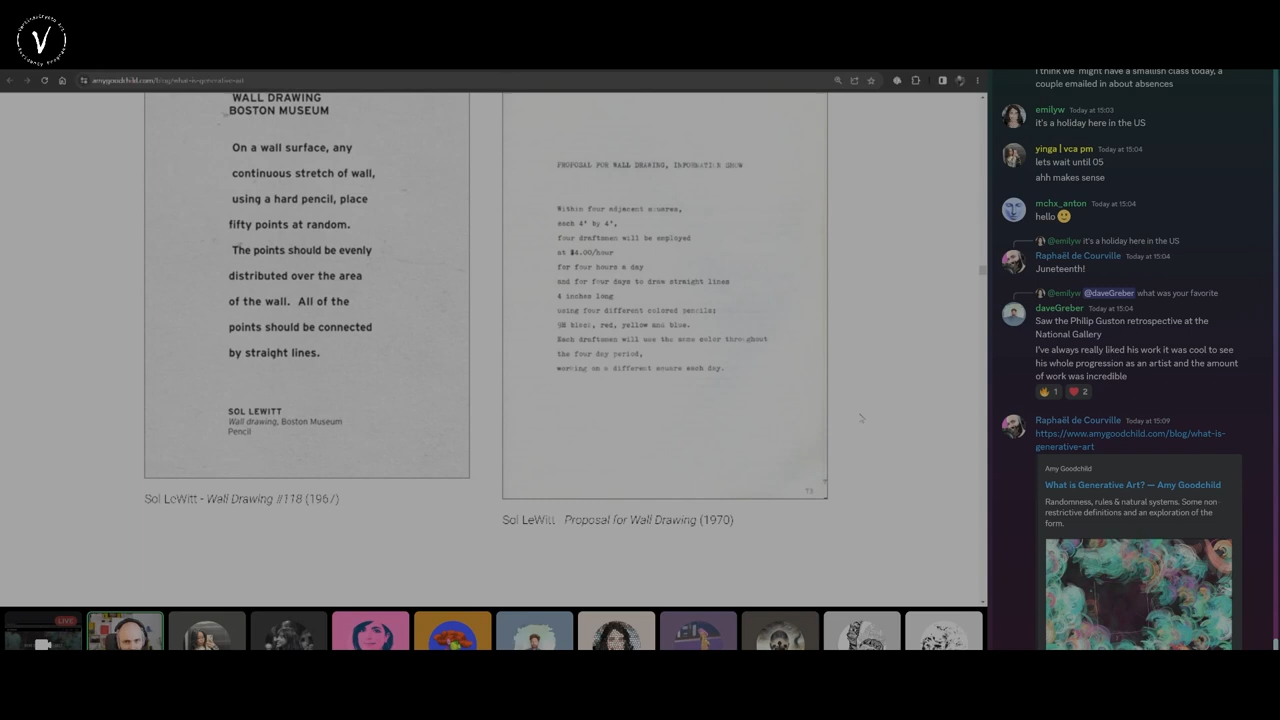 V
amygoodchild.com/blog/what-is-generative-art
WALL DRAWING
BOSTON MUSEUM
On a wall surface, any
continuous stretch of wall,
using a hard pencil, place
fifty points at random.
The points should be evenly
distributed over the area
of the wall. All of the
points should be connected
by straight lines.
SOL LEWITT
Wall drawing, Boston Museum
Pencil
Sol LeWitt - Wall Drawing #118 (1967)
PROPOSAL FOR WALL DRAWING, INFORMATION SHOW
Within four adjacent squares,
each 4' by 4',
four draftsmen will be employed
at $4.00/hour
for four hours a day
and for four days to draw straight lines
4 inches long
using four different colored pencils;
9H black, red, yellow and blue.
Each draftsman will use the same color throughout
the four day period,
working on a different square each day.
Sol LeWitt Proposal for Wall Drawing (1970)
I think we might have a smallish class today, a
couple emailed in about absences
emilyw Today at 15:03
it's a holiday here in the US
yinga | vca pm Today at 15:04
lets wait until 05
ahh makes sense
mchx_anton Today at 15:04
hello 🙂
@emilyw it's a holiday here in the US
Raphaël de Courville Today at 15:04
Juneteenth!
@emilyw @daveGreber what was your favorite
daveGreber Today at 15:04
Saw the Philip Guston retrospective at the
National Gallery
I've always really liked his work it was cool to see
his whole progression as an artist and the amount
of work was incredible
🔥 1 ❤️ 2
Raphaël de Courville Today at 15:09
https://www.amygoodchild.com/blog/what-is-
generative-art
Amy Goodchild
What is Generative Art? — Amy Goodchild
Randomness, rules & natural systems. Some non-
restrictive definitions and an exploration of the
form.
LIVE